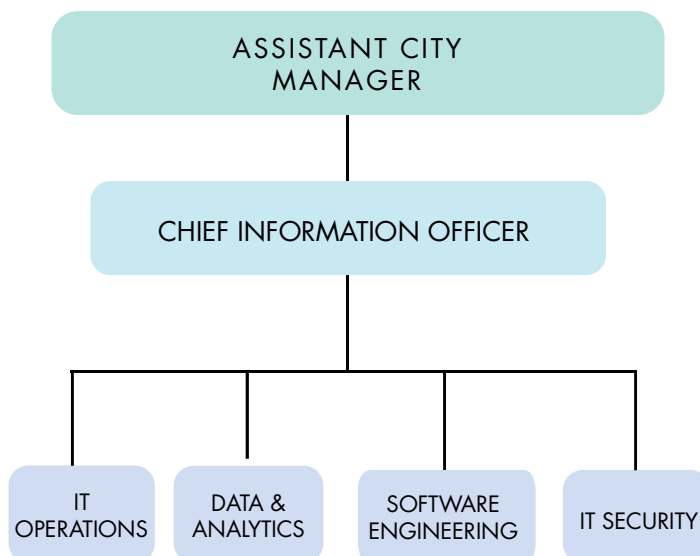 ASSISTANT CITY
MANAGER
CHIEF INFORMATION OFFICER
IT
OPERATIONS
DATA &
ANALYTICS
SOFTWARE
ENGINEERING
IT SECURITY